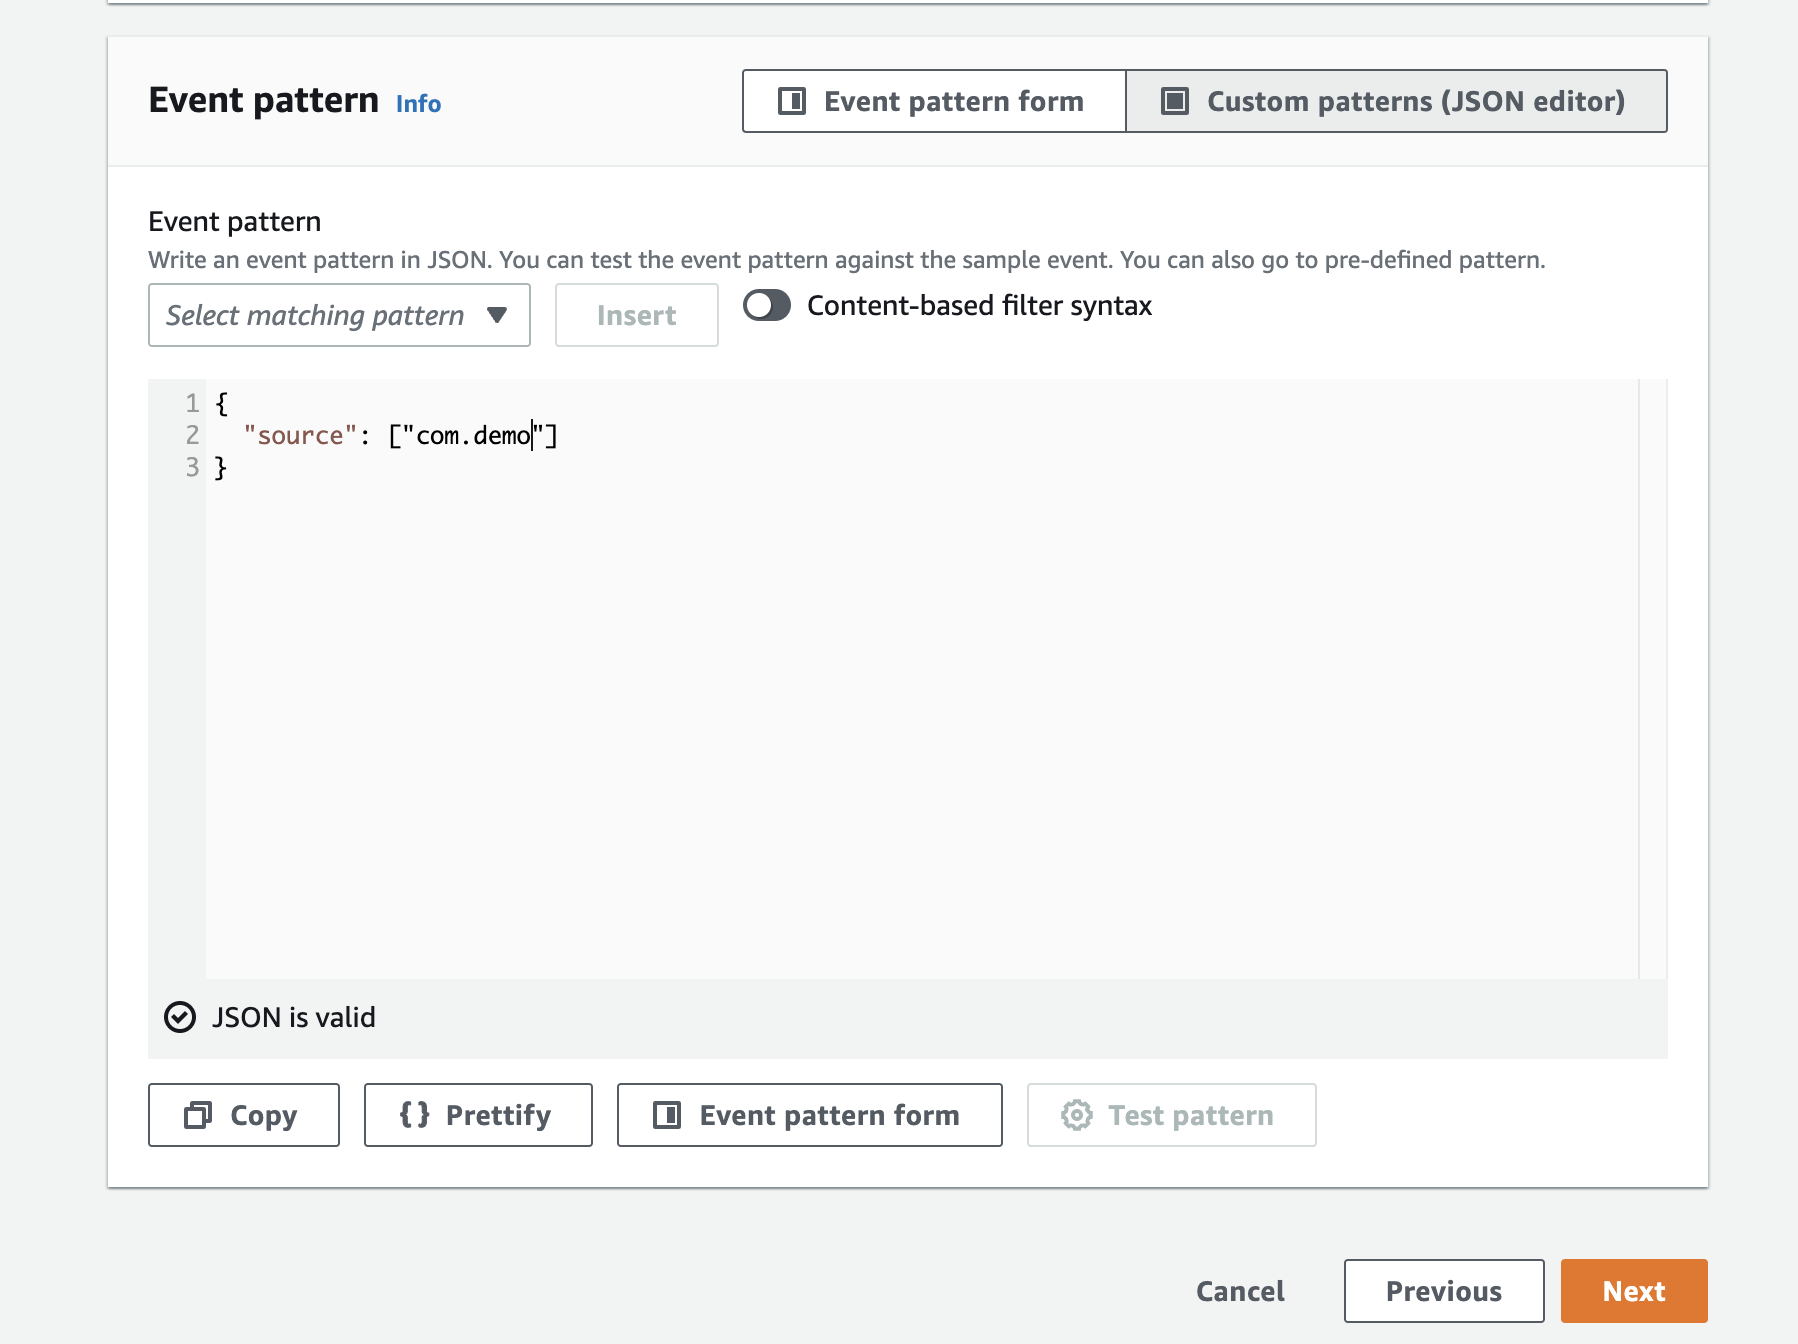 Event pattern Info
Event pattern form
Custom patterns (JSON editor)
Event pattern
Write an event pattern in JSON. You can test the event pattern against the sample event. You can also go to pre-defined pattern.
Select matching pattern
Insert
Content-based filter syntax
1 {
2   "source": ["com.demo"]
3 }
JSON is valid
Copy
{} Prettify
Event pattern form
Test pattern
Cancel
Previous
Next